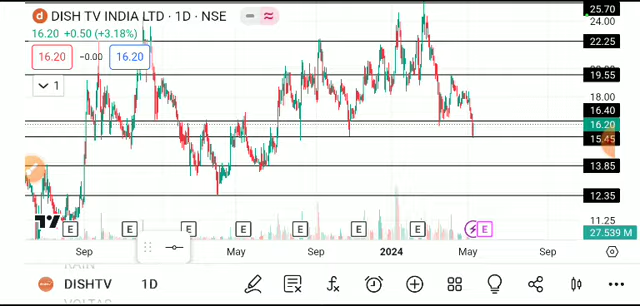 DISH TV INDIA LTD · 1D · NSE
16.20 +0.50 (+3.18%)
16.20 −0.00 16.20
1
25.70
24.00
22.25
19.55
18.00
16.40
16.20
15.45
13.85
12.35
11.25
27.539 M
E E E E E E E E
Sep May Sep 2024 May Sep
DISHTV 1D